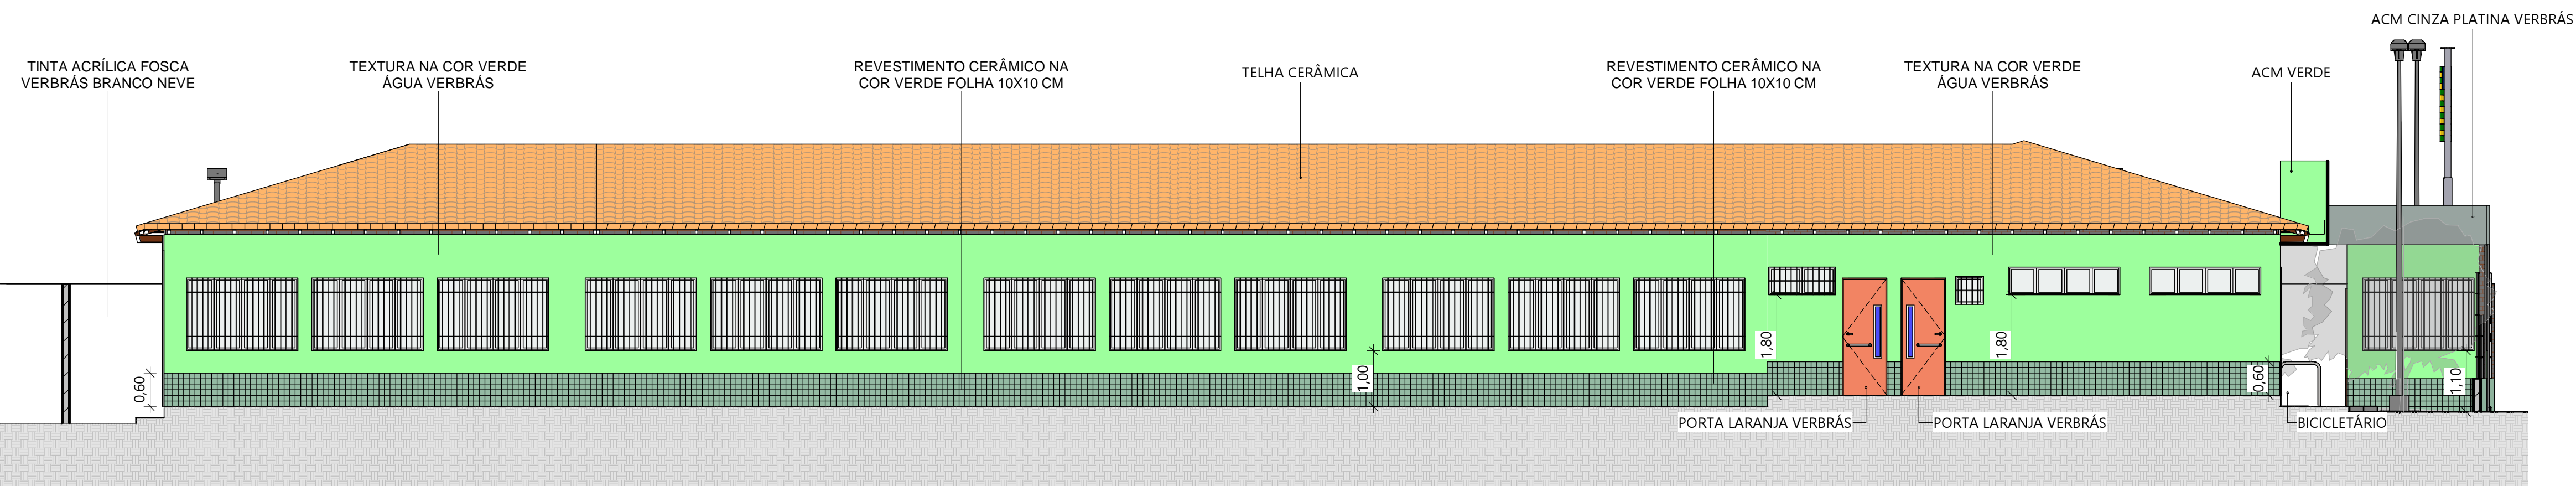 ACM CINZA PLATINA VERBRÁS
TINTA ACRÍLICA FOSCA
VERBRÁS BRANCO NEVE
TEXTURA NA COR VERDE
ÁGUA VERBRÁS
REVESTIMENTO CERÂMICO NA
COR VERDE FOLHA 10X10 CM
TELHA CERÂMICA
REVESTIMENTO CERÂMICO NA
COR VERDE FOLHA 10X10 CM
TEXTURA NA COR VERDE
ÁGUA VERBRÁS
ACM VERDE
0,60
1,00
1,80
1,80
0,60
1,10
PORTA LARANJA VERBRÁS
PORTA LARANJA VERBRÁS
BICICLETÁRIO